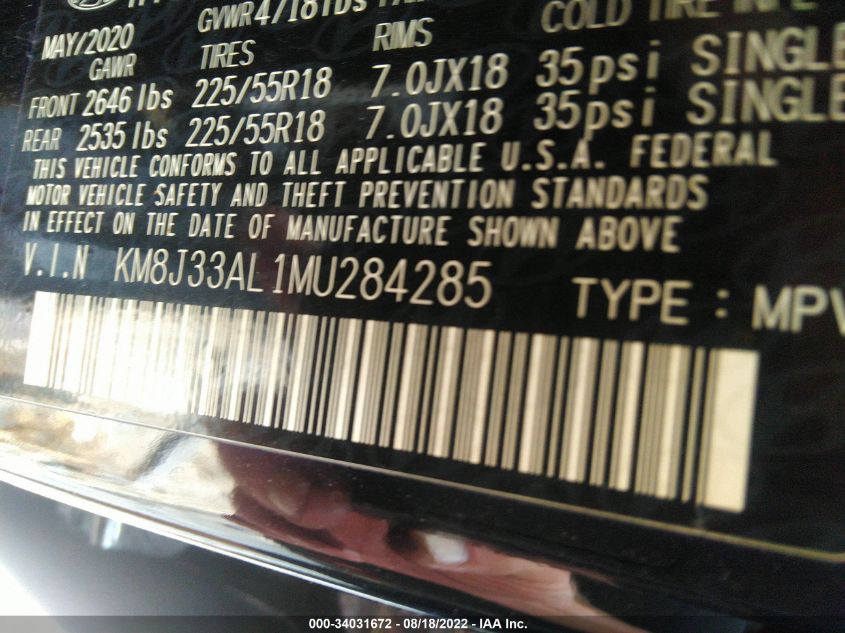 GVWR 4718lbs
COLD TIRE
MAY/2020
GAWR TIRES RIMS
FRONT 2646 lbs 225/55R18 7.0JX18 35psi SINGLE
REAR 2535 lbs 225/55R18 7.0JX18 35psi SINGLE
THIS VEHICLE CONFORMS TO ALL APPLICABLE U.S.A. FEDERAL
MOTOR VEHICLE SAFETY AND THEFT PREVENTION STANDARDS
IN EFFECT ON THE DATE OF MANUFACTURE SHOWN ABOVE
V.I.N KM8J33AL1MU284285 TYPE : MPV
000-34031672 - 08/18/2022 - IAA Inc.